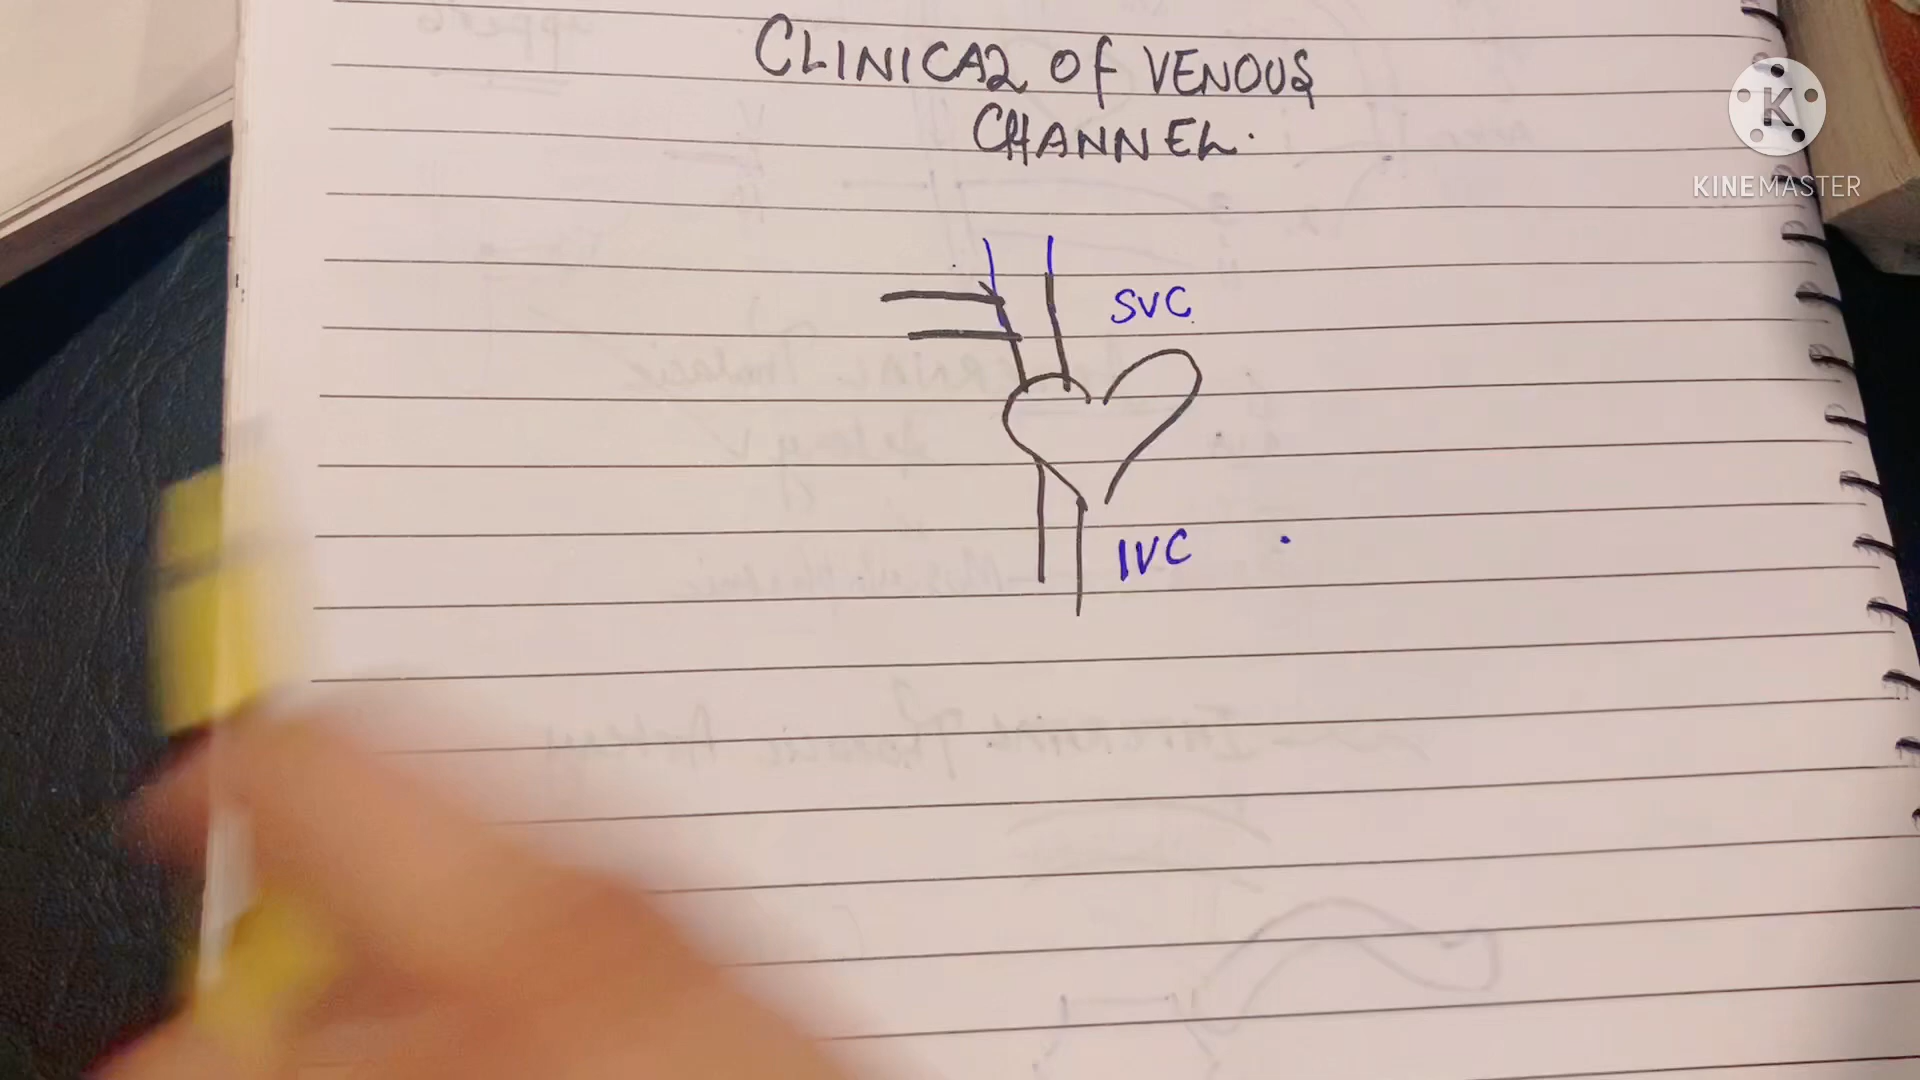 CLINICAL OF VENOUS
CHANNEL.
K
KINEMASTER
SVC
IVC